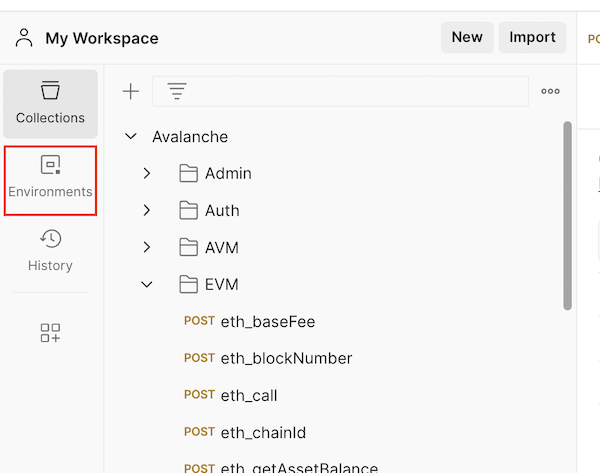 My Workspace
New
Import
PO
Collections
Environments
History
Avalanche
Admin
Auth
AVM
EVM
POST eth_baseFee
POST eth_blockNumber
POST eth_call
POST eth_chainId
POST eth_getAssetBalance